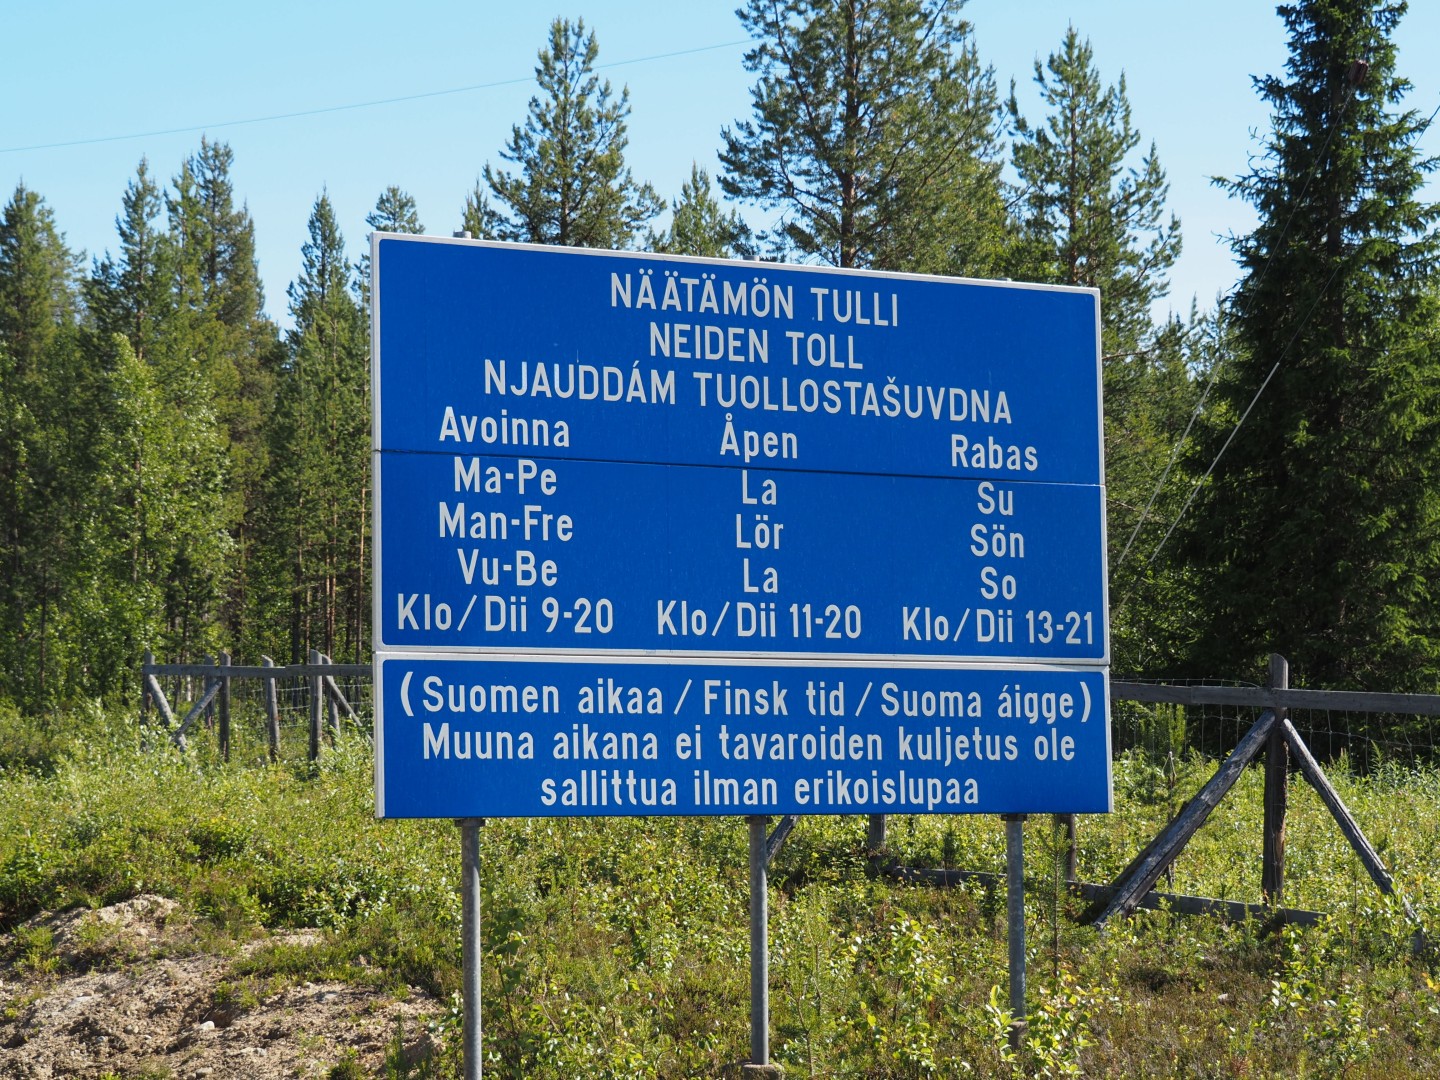 NÄÄTÄMÖN TULLI
NEIDEN TOLL
NJAUDDÁM TUOLLOSTAŠUVDNA
Avoinna Åpen Rabas
Ma-Pe La Su
Man-Fre Lör Sön
Vu-Be La So
Klo/Dii 9-20 Klo/Dii 11-20 Klo/Dii 13-21
(Suomen aikaa / Finsk tid / Suoma áigge)
Muuna aikana ei tavaroiden kuljetus ole
sallittua ilman erikoislupaa